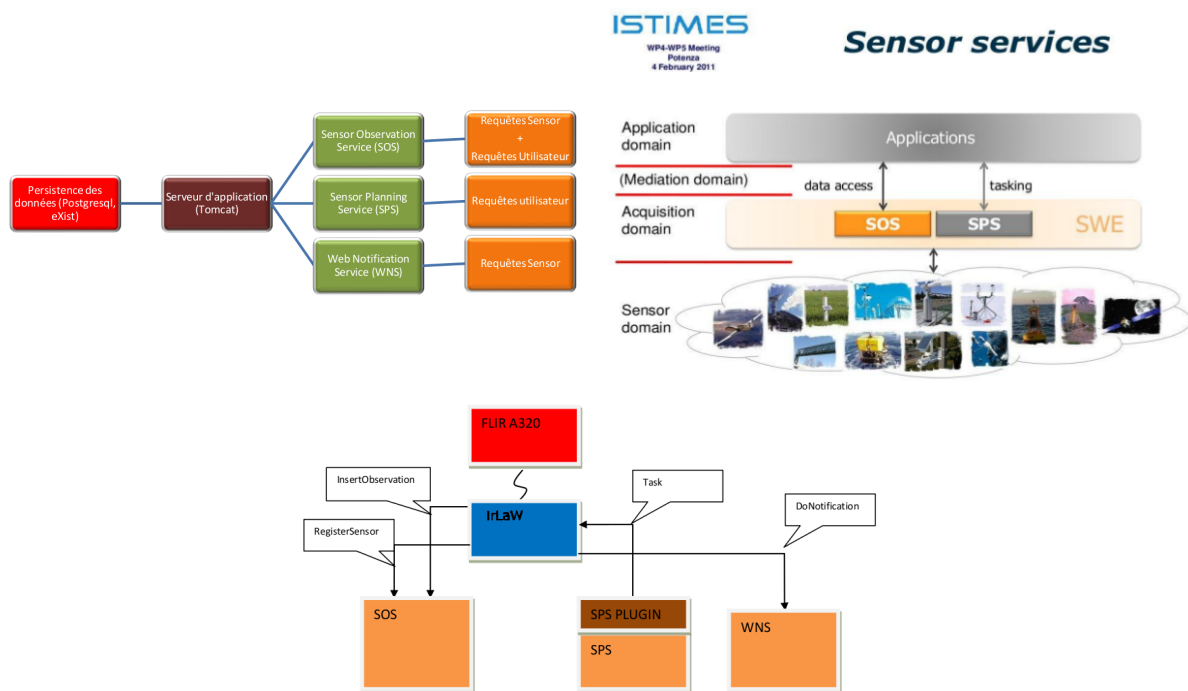 ISTIMES
WP4-WP5 Meeting
Potenza
4 February 2011
Sensor services
Persistence des
données (Postgresql,
eXist)
Serveur d'application
(Tomcat)
Sensor Observation
Service (SOS)
Requêtes Sensor
+
Requêtes Utilisateur
Sensor Planning
Service (SPS)
Requêtes utilisateur
Web Notification
Service (WNS)
Requêtes Sensor
Application
domain
Applications
(Mediation domain)
data access
tasking
Acquisition
domain
SOS
SPS
SWE
Sensor
domain
FLIR A320
InsertObservation
Task
IrLaW
DoNotification
RegisterSensor
SOS
SPS PLUGIN
SPS
WNS